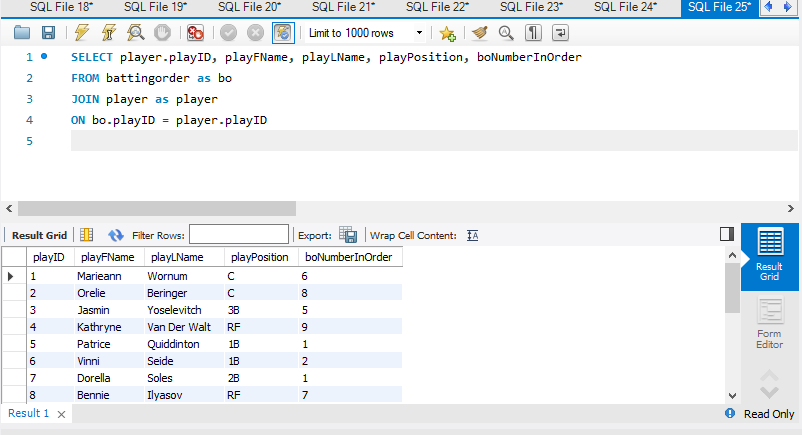 SQL File 18* SQL File 19* SQL File 20* SQL File 21* SQL File 22* SQL File 23* SQL File 24* SQL File 25*
Limit to 1000 rows
1 SELECT player.playID, playFName, playLName, playPosition, boNumberInOrder
2 FROM battingorder as bo
3 JOIN player as player
4 ON bo.playID = player.playID
5
Result Grid Filter Rows: Export: Wrap Cell Content:
playID playFName playLName playPosition boNumberInOrder
1 Marieann Wornum C 6
2 Orelie Beringer C 8
3 Jasmin Yoselevitch 3B 5
4 Kathryne Van Der Walt RF 9
5 Patrice Quiddinton 1B 1
6 Vinni Seide 1B 2
7 Dorella Soles 2B 1
8 Bennie Ilyasov RF 7
Result
Grid
Form
Editor
Result 1 Read Only